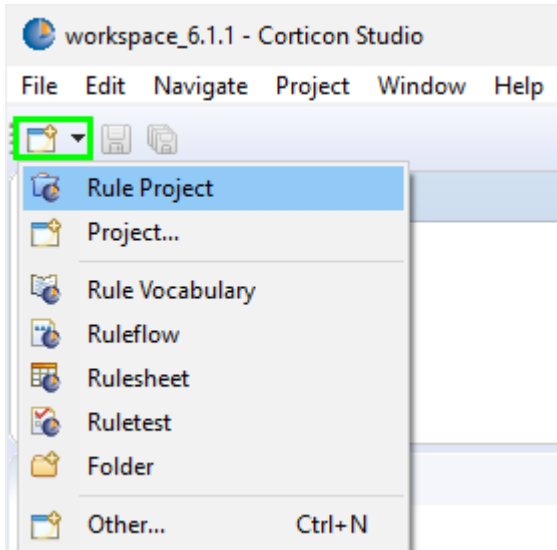 workspace_6.1.1 - Corticon Studio
File Edit Navigate Project Window Help
Rule Project
Project...
Rule Vocabulary
Ruleflow
Rulesheet
Ruletest
Folder
Other... Ctrl+N